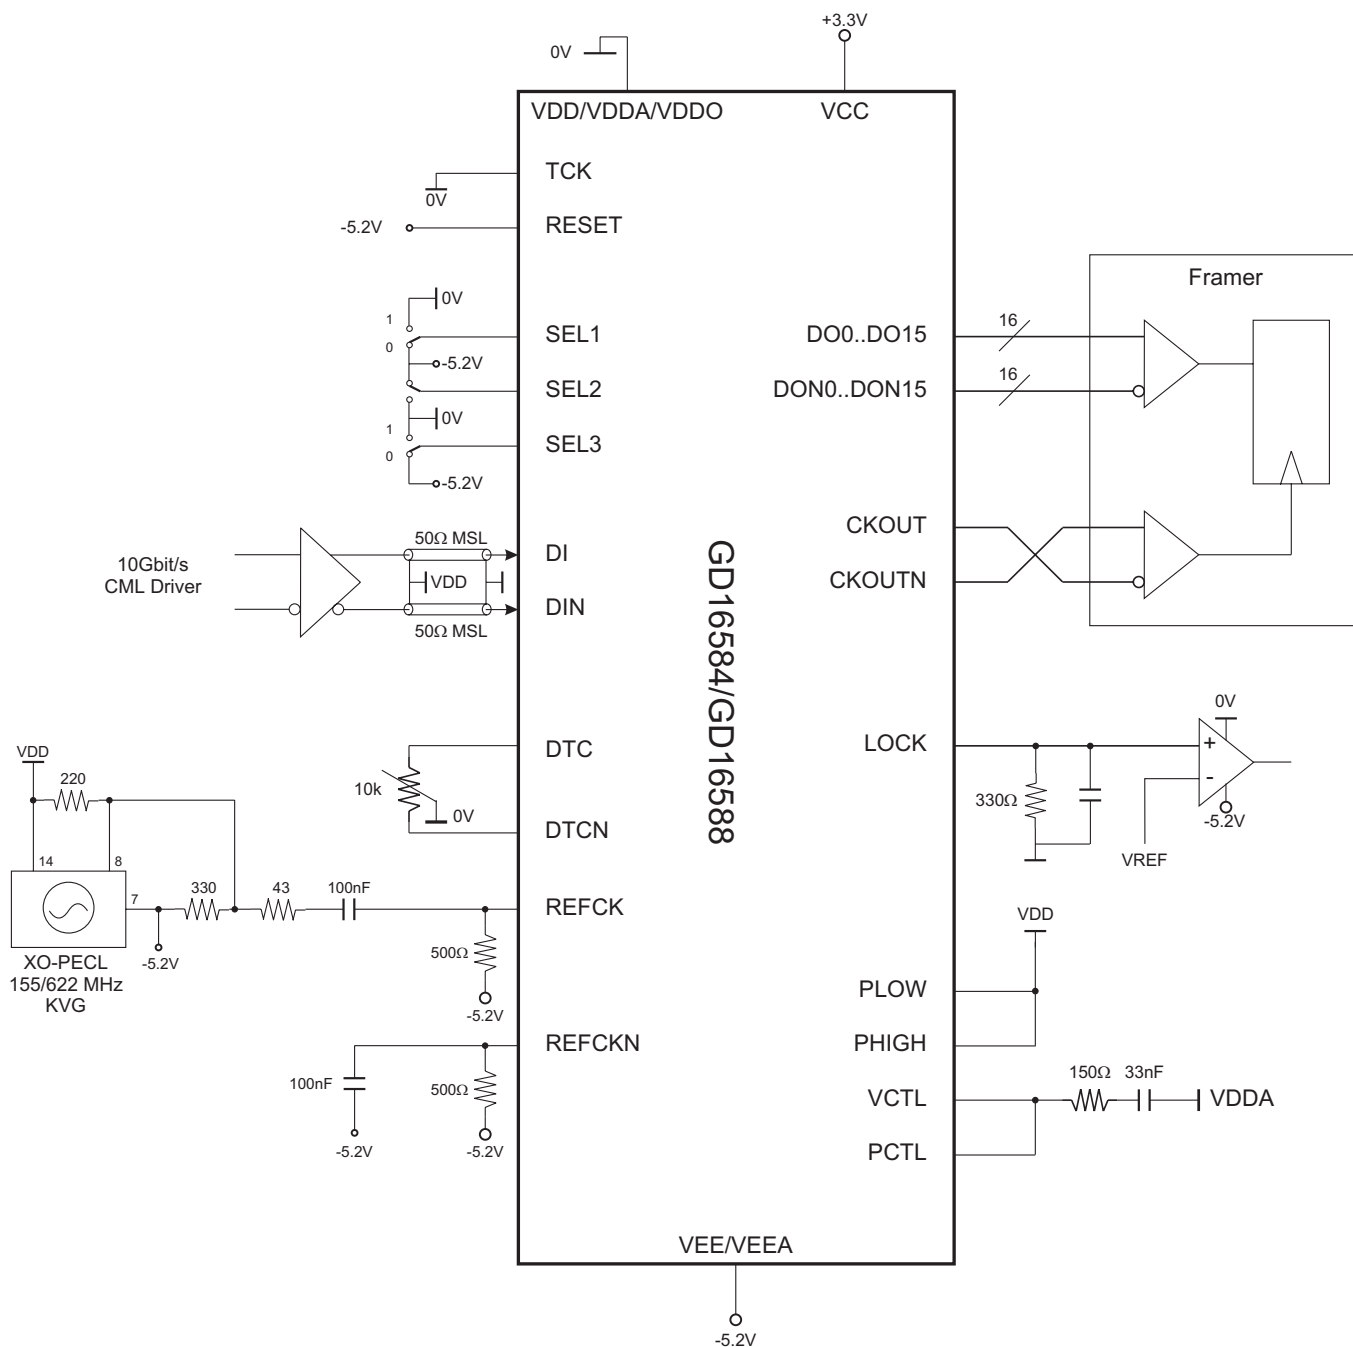 +3.3V
0V
VDD/VDDA/VDDO
VCC
TCK
0V
-5.2V
RESET
0V
1
0
SEL1
-5.2V
SEL2
0V
1
0
SEL3
-5.2V
Framer
16
DO0..DO15
16
DON0..DON15
CKOUT
CKOUTN
10Gbit/s
CML Driver
50Ω MSL
DI
VDD
DIN
50Ω MSL
GD16584/GD16588
LOCK
0V
+
-
330Ω
-5.2V
VREF
DTC
10k
0V
DTCN
VDD
220
14
8
7
330
43
100nF
REFCK
-5.2V
500Ω
-5.2V
XO-PECL
155/622 MHz
KVG
REFCKN
100nF
500Ω
-5.2V
-5.2V
VDD
PLOW
PHIGH
150Ω
33nF
VCTL
VDDA
PCTL
VEE/VEEA
-5.2V